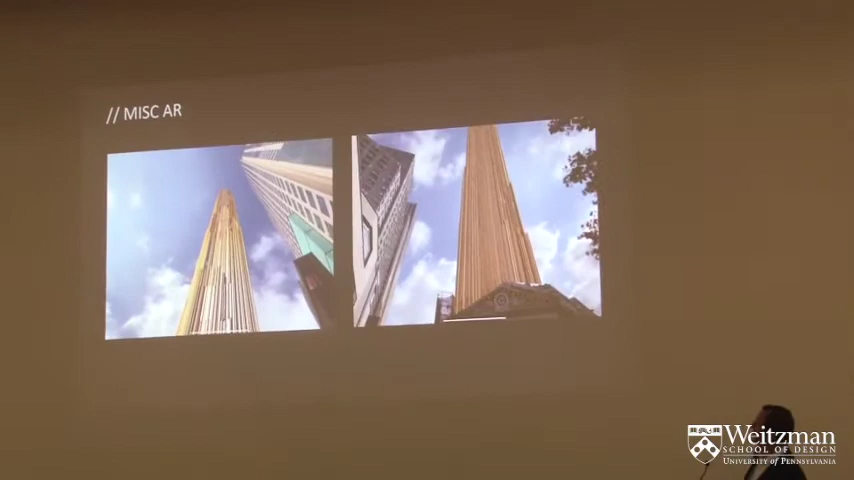 // MISC AR
Weitzman
SCHOOL OF DESIGN
UNIVERSITY of PENNSYLVANIA